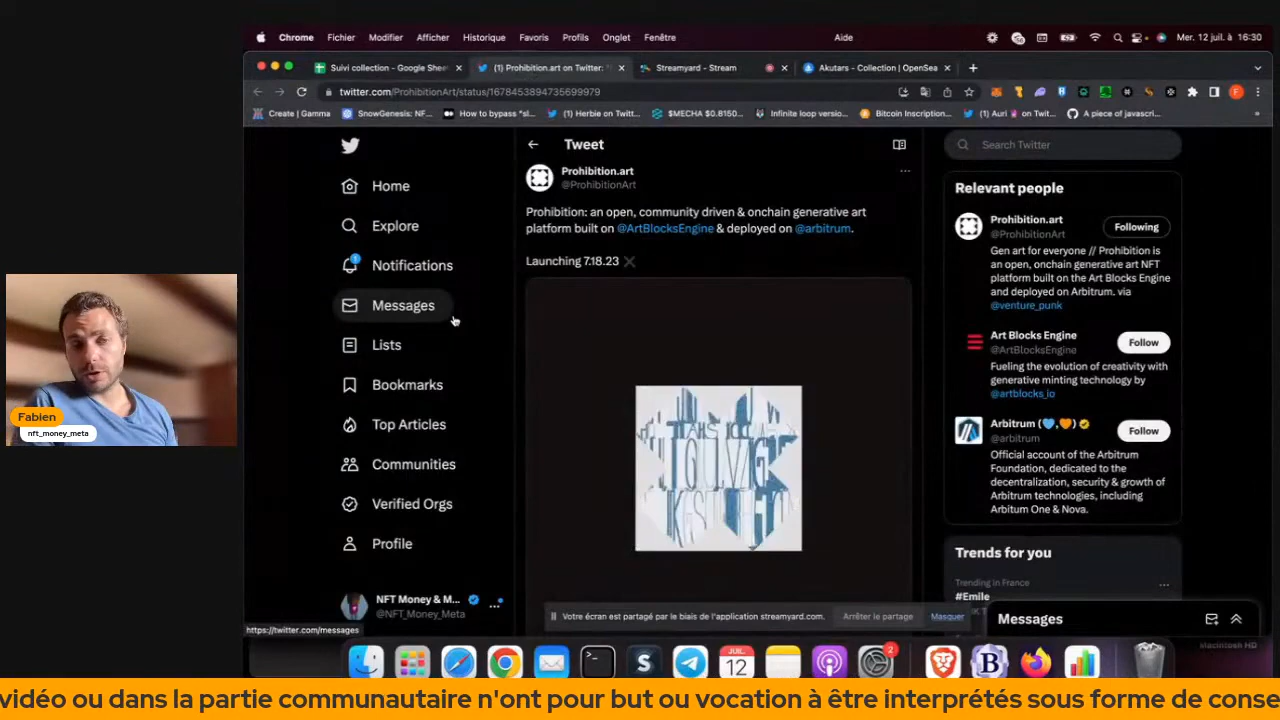 Chrome Fichier Modifier Afficher Historique Favoris Profils Onglet Fenêtre Aide Mer. 12 juil. à 16:30
Suivi collection - Google Shee
(1) Prohibition.art on Twitter: "
Streamyard - Stream
Akutars - Collection | OpenSea
twitter.com/ProhibitionArt/status/1678453894735699979
Create | Gamma
SnowGenesis: NF...
How to bypass "sl...
(1) Herbie on Twitt...
$MECHA $0.8150...
Infinite loop versio...
Bitcoin Inscription...
(1) Auri on Twit...
A piece of javascri...
Home
Explore
Notifications
Messages
Lists
Bookmarks
Top Articles
Communities
Verified Orgs
Profile
NFT Money & M...
@NFT_Money_Meta
https://twitter.com/messages
Tweet
Prohibition.art
@ProhibitionArt
Prohibition: an open, community driven & onchain generative art
platform built on @ArtBlocksEngine & deployed on @arbitrum.
Launching 7.18.23
Search Twitter
Relevant people
Prohibition.art
@ProhibitionArt
Following
Gen art for everyone // Prohibition is
an open, onchain generative art NFT
platform built on the Art Blocks Engine
and deployed on Arbitrum. via
@venture_punk
Art Blocks Engine
@ArtBlocksEngine
Follow
Fueling the evolution of creativity with
generative minting technology by
@artblocks_io
Arbitrum (💙,🧡)
@arbitrum
Follow
Official account of the Arbitrum
Foundation, dedicated to the
decentralization, security & growth of
Arbitrum technologies, including
Arbitum One & Nova.
Trends for you
Trending in France
#Emile
Messages
Votre écran est partagé par le biais de l'application streamyard.com.
Arrêter le partage
Masquer
Macintosh HD
JUIL.
12
2
Fabien
nft_money_meta
vidéo ou dans la partie communautaire n'ont pour but ou vocation à être interprétés sous forme de conse